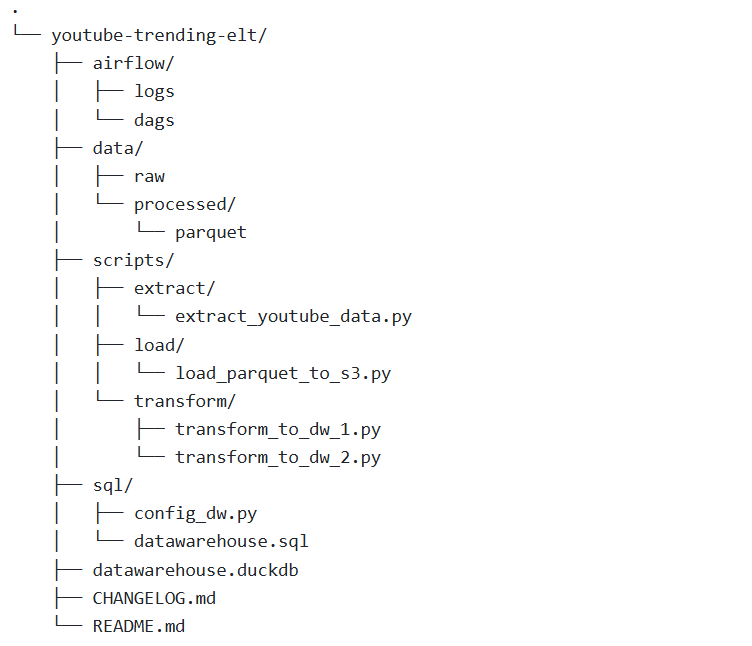 .
└── youtube-trending-elt/
    ├── airflow/
    │   ├── logs
    │   └── dags
    ├── data/
    │   ├── raw
    │   └── processed/
    │       └── parquet
    ├── scripts/
    │   ├── extract/
    │   │   └── extract_youtube_data.py
    │   ├── load/
    │   │   └── load_parquet_to_s3.py
    │   └── transform/
    │       ├── transform_to_dw_1.py
    │       └── transform_to_dw_2.py
    ├── sql/
    │   ├── config_dw.py
    │   └── datawarehouse.sql
    ├── datawarehouse.duckdb
    ├── CHANGELOG.md
    └── README.md